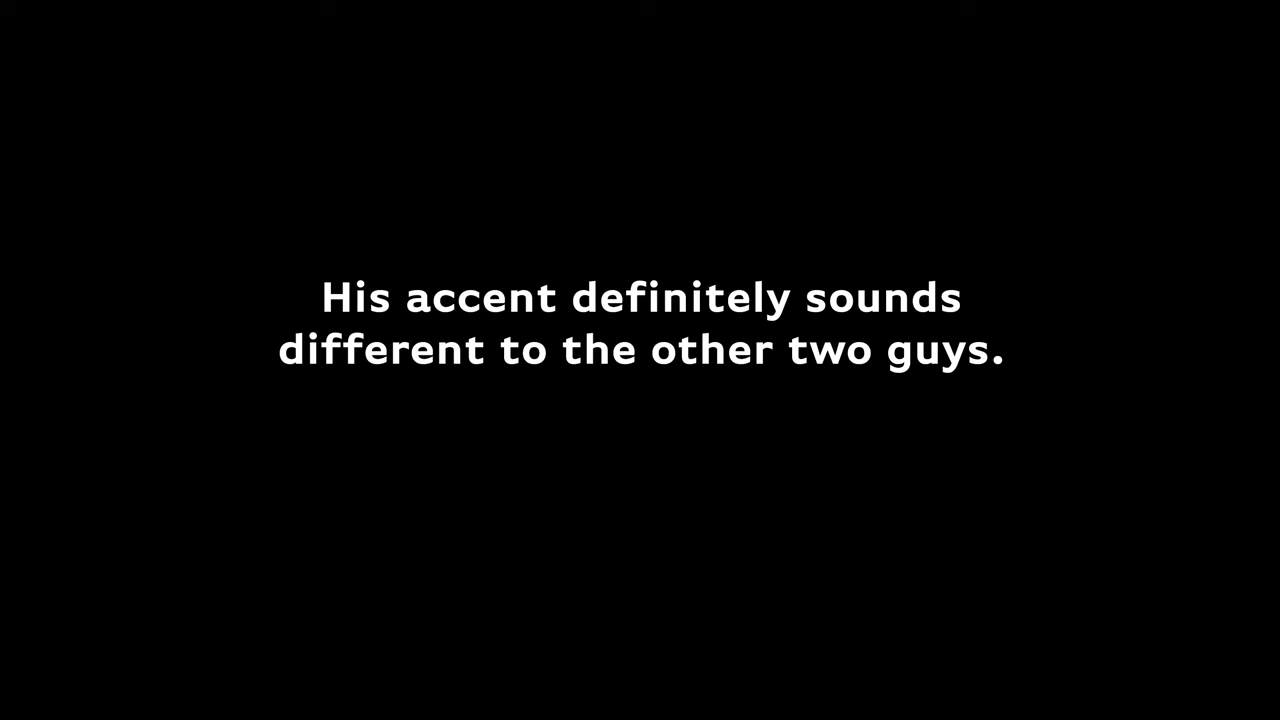 His accent definitely sounds
different to the other two guys.